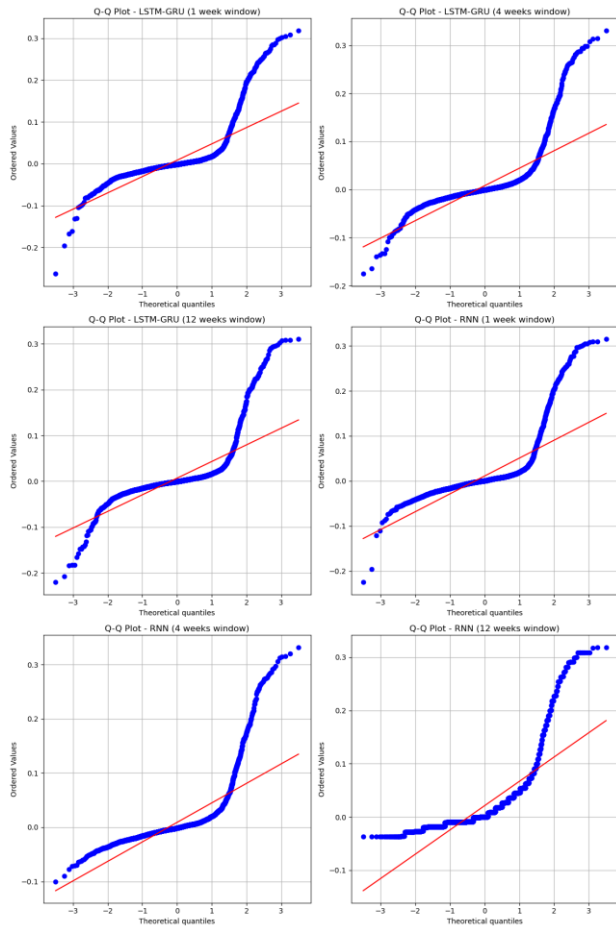 Q-Q Plot - LSTM-GRU (1 week window)
0.3
0.2
0.1
0.0
−0.1
−0.2
Ordered Values
−3 −2 −1 0 1 2 3
Theoretical quantiles
Q-Q Plot - LSTM-GRU (4 weeks window)
0.3
0.2
0.1
0.0
−0.1
−0.2
Ordered Values
−3 −2 −1 0 1 2 3
Theoretical quantiles
Q-Q Plot - LSTM-GRU (12 weeks window)
0.3
0.2
0.1
0.0
−0.1
−0.2
Ordered Values
−3 −2 −1 0 1 2 3
Theoretical quantiles
Q-Q Plot - RNN (1 week window)
0.3
0.2
0.1
0.0
−0.1
−0.2
Ordered Values
−3 −2 −1 0 1 2 3
Theoretical quantiles
Q-Q Plot - RNN (4 weeks window)
0.3
0.2
0.1
0.0
−0.1
Ordered Values
−3 −2 −1 0 1 2 3
Theoretical quantiles
Q-Q Plot - RNN (12 weeks window)
0.3
0.2
0.1
0.0
−0.1
Ordered Values
−3 −2 −1 0 1 2 3
Theoretical quantiles